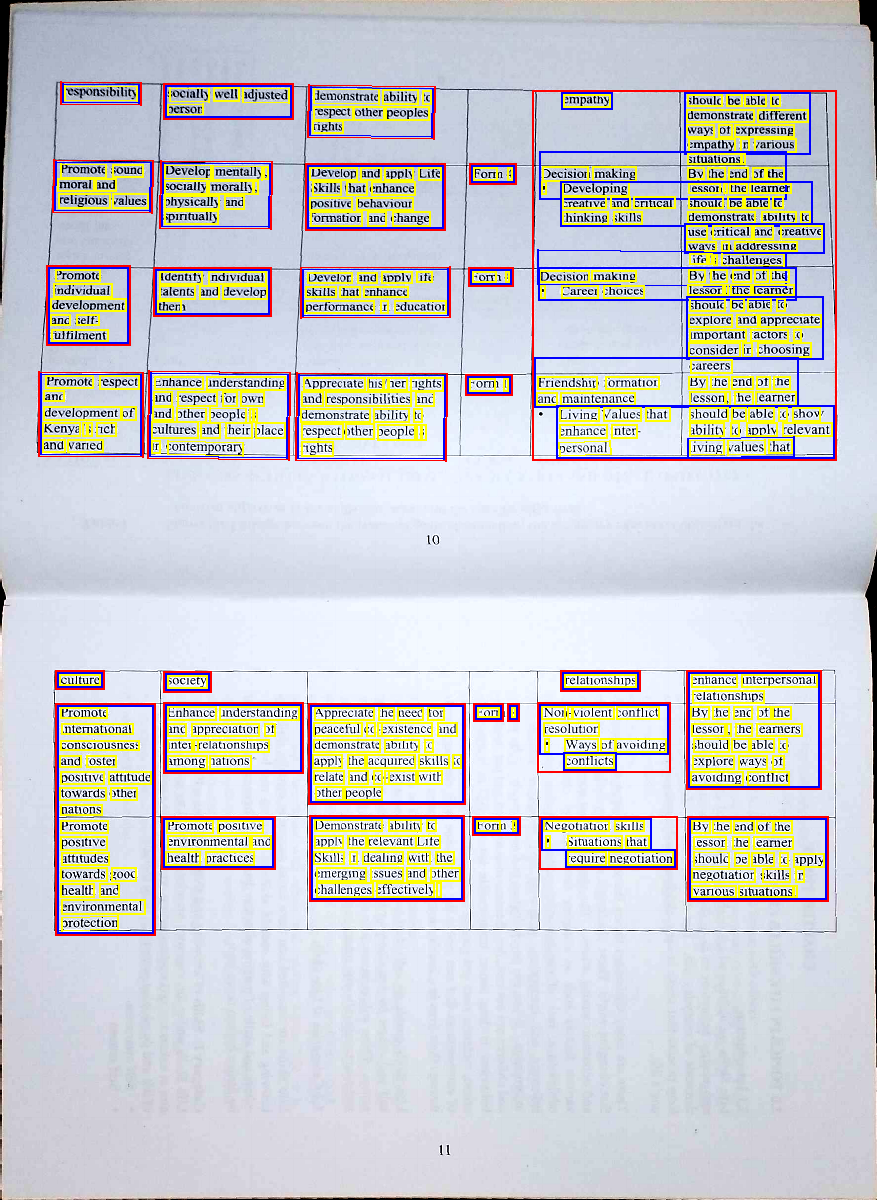 responsibility
socially well adjusted
person
demonstrate ability to
respect other peoples
rights
empathy
should be able to
demonstrate different
ways of expressing
empathy in various
situations.
Promote sound
moral and
religious values
Develop mentally,
socially morally,
physically and
spiritually
Develop and apply Life
skills that enhance
positive behaviour
formation and change
Form
Decision making
• Developing
creative and critical
thinking skills
By the end of the
lesson, the learner
should be able to
demonstrate ability to
use critical and creative
ways in addressing
life's challenges
Promote
individual
development
and self-
fulfilment
Identify individual
talents and develop
them
Develop and apply life
skills that enhance
performance in education
Form
Decision making
• Career choices
By the end of the
lesson the learner
should be able to
explore and appreciate
important factors to
consider in choosing
careers
Promote respect
and
development of
Kenya's rich
and varied
Enhance understanding
and respect for own
and other people's
cultures and their place
in contemporary
Appreciate his/her rights
and responsibilities and
demonstrate ability to
respect other people's
rights
Form
Friendship formation
and maintenance
• Living Values that
enhance inter-
personal
By the end of the
lesson, the learner
should be able to show
ability to apply relevant
living values that
10
culture
society
relationships
enhance interpersonal
relationships
Promote
international
consciousness
and foster
positive attitude
towards other
nations
Enhance understanding
and appreciation of
inter-relationships
among nations
Appreciate the need for
peaceful co-existence and
demonstrate ability to
apply the acquired skills to
relate and co-exist with
other people
Form
Non-violent conflict
resolution
• Ways of avoiding
conflicts
By the end of the
lesson, the learners
should be able to
explore ways of
avoiding conflict
Promote
positive
attitudes
towards good
health and
environmental
protection
Promote positive
environmental and
health practices
Demonstrate ability to
apply the relevant Life
Skills in dealing with the
emerging issues and other
challenges effectively
Form
Negotiation skills
• Situations that
require negotiation
By the end of the
lesson the learner
should be able to apply
negotiation skills in
various situations
11